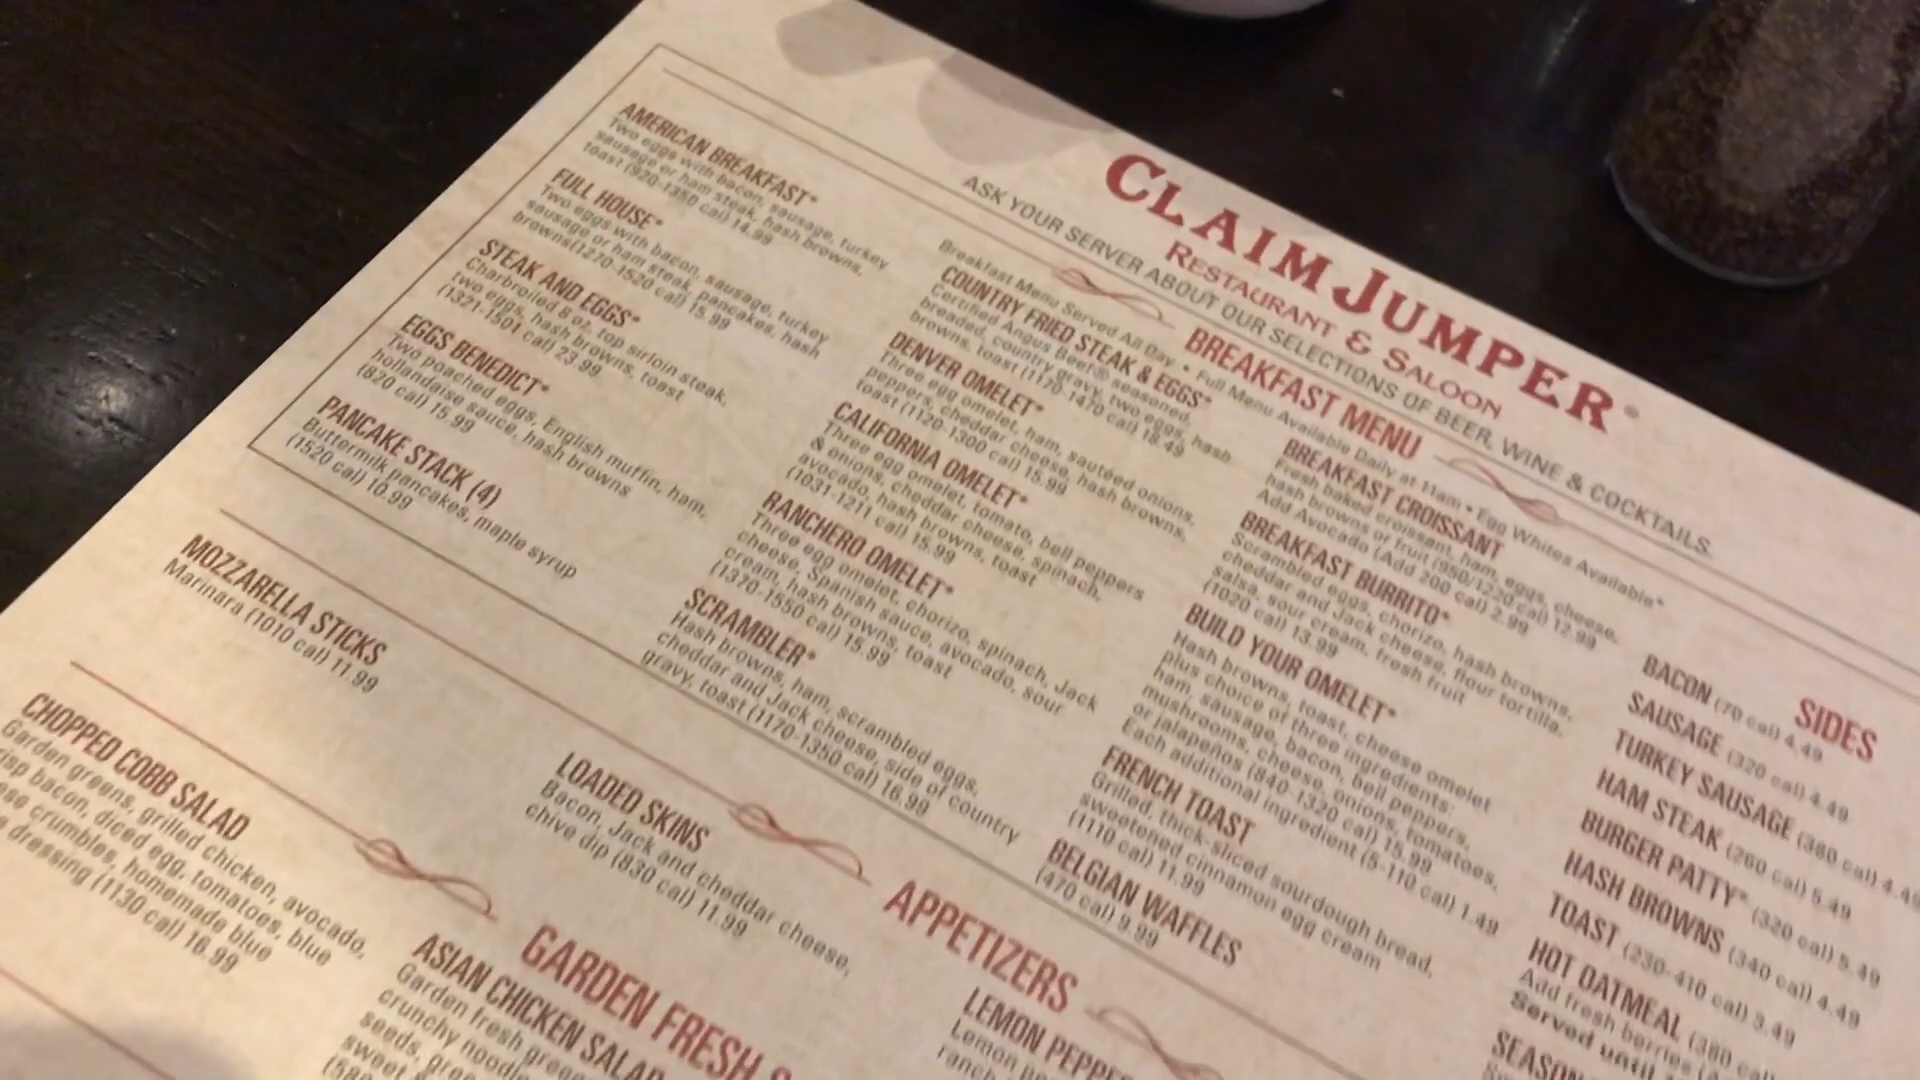 CLAIM JUMPER®
RESTAURANT & SALOON
ASK YOUR SERVER ABOUT OUR SELECTIONS OF BEER, WINE & COCKTAILS.
BREAKFAST MENU
Breakfast Menu Served All Day • Full Menu Available Daily at 11am • Egg Whites Available*
AMERICAN BREAKFAST*
Two eggs with bacon, sausage, turkey
sausage or ham steak, hash browns,
toast (920-1350 cal) 14.99
FULL HOUSE*
Two eggs with bacon, sausage, turkey
sausage or ham steak, pancakes, hash
browns(1270-1520 cal) 15.99
STEAK AND EGGS*
Charbroiled 8 oz. top sirloin steak,
two eggs, hash browns, toast
(1321-1501 cal) 23.99
EGGS BENEDICT*
Two poached eggs, English muffin, ham,
hollandaise sauce, hash browns
(820 cal) 15.99
PANCAKE STACK (4)
Buttermilk pancakes, maple syrup
(1520 cal) 10.99
COUNTRY FRIED STEAK & EGGS*
Certified Angus Beef® seasoned,
breaded, country gravy, two eggs, hash
browns, toast (1170-1470 cal) 18.49
DENVER OMELET*
Three egg omelet, ham, sautéed onions,
peppers, cheddar cheese, hash browns,
toast (1120-1300 cal) 15.99
CALIFORNIA OMELET*
Three egg omelet, tomato, bell peppers
& onions, cheddar cheese, spinach,
avocado, hash browns, toast
(1031-1211 cal) 15.99
RANCHERO OMELET*
Three egg omelet, chorizo, spinach, Jack
cheese, Spanish sauce, avocado, sour
cream, hash browns, toast
(1370-1550 cal) 15.99
SCRAMBLER*
Hash browns, ham, scrambled eggs,
cheddar and Jack cheese, side of country
gravy, toast (1170-1350 cal) 16.99
BREAKFAST CROISSANT
Fresh baked croissant, ham, eggs, cheese,
hash browns or fruit (950/1220 cal) 12.99
Add Avocado (Add 200 cal) 2.99
BREAKFAST BURRITO*
Scrambled eggs, chorizo, hash browns,
cheddar and Jack cheese, flour tortilla,
salsa, sour cream, fresh fruit
(1020 cal) 13.99
BUILD YOUR OMELET*
Hash browns, toast, cheese omelet
plus choice of three ingredients:
ham, sausage, bacon, bell peppers,
mushrooms, cheese, onions, tomatoes,
or jalapeños (840-1320 cal) 15.99
Each additional ingredient (5-110 cal) 1.49
FRENCH TOAST
Grilled, thick-sliced sourdough bread,
sweetened cinnamon egg cream
(1110 cal) 11.99
BELGIAN WAFFLES
(470 cal) 9.99
SIDES
BACON (70 cal) 4.49
SAUSAGE (320 cal) 4.49
TURKEY SAUSAGE (360 cal) 4.49
HAM STEAK (260 cal) 5.49
BURGER PATTY* (320 cal) 5.49
HASH BROWNS (340 cal) 4.49
TOAST (230-410 cal) 3.49
HOT OATMEAL (380 cal
Add fresh berries
Served until
SEASON
APPETIZERS
MOZZARELLA STICKS
Marinara (1010 cal) 11.99
LOADED SKINS
Bacon, Jack and cheddar cheese,
chive dip (830 cal) 11.99
LEMON PEPPER
Lemon
ranch
GARDEN FRESH
CHOPPED COBB SALAD
Garden greens, grilled chicken, avocado,
bacon, diced egg, tomatoes, blue
crumbles, homemade blue
dressing (1130 cal) 16.99
ASIAN CHICKEN SALAD
Garden fresh
crunchy
seeds,
sweet